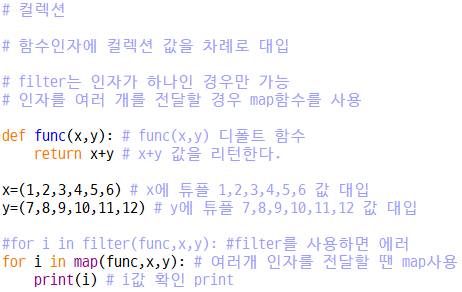 # 컬렉션
# 함수인자에 컬렉션 값을 차례로 대입
# filter는 인자가 하나인 경우만 가능
# 인자를 여러 개를 전달할 경우 map함수를 사용
def func(x,y): # func(x,y) 디폴트 함수
    return x+y # x+y 값을 리턴한다.
x=(1,2,3,4,5,6) # x에 튜플 1,2,3,4,5,6 값 대입
y=(7,8,9,10,11,12) # y에 튜플 7,8,9,10,11,12 값 대입
#for i in filter(func,x,y): #filter를 사용하면 에러
for i in map(func,x,y): # 여러개 인자를 전달할 땐 map사용
    print(i) # i값 확인 print